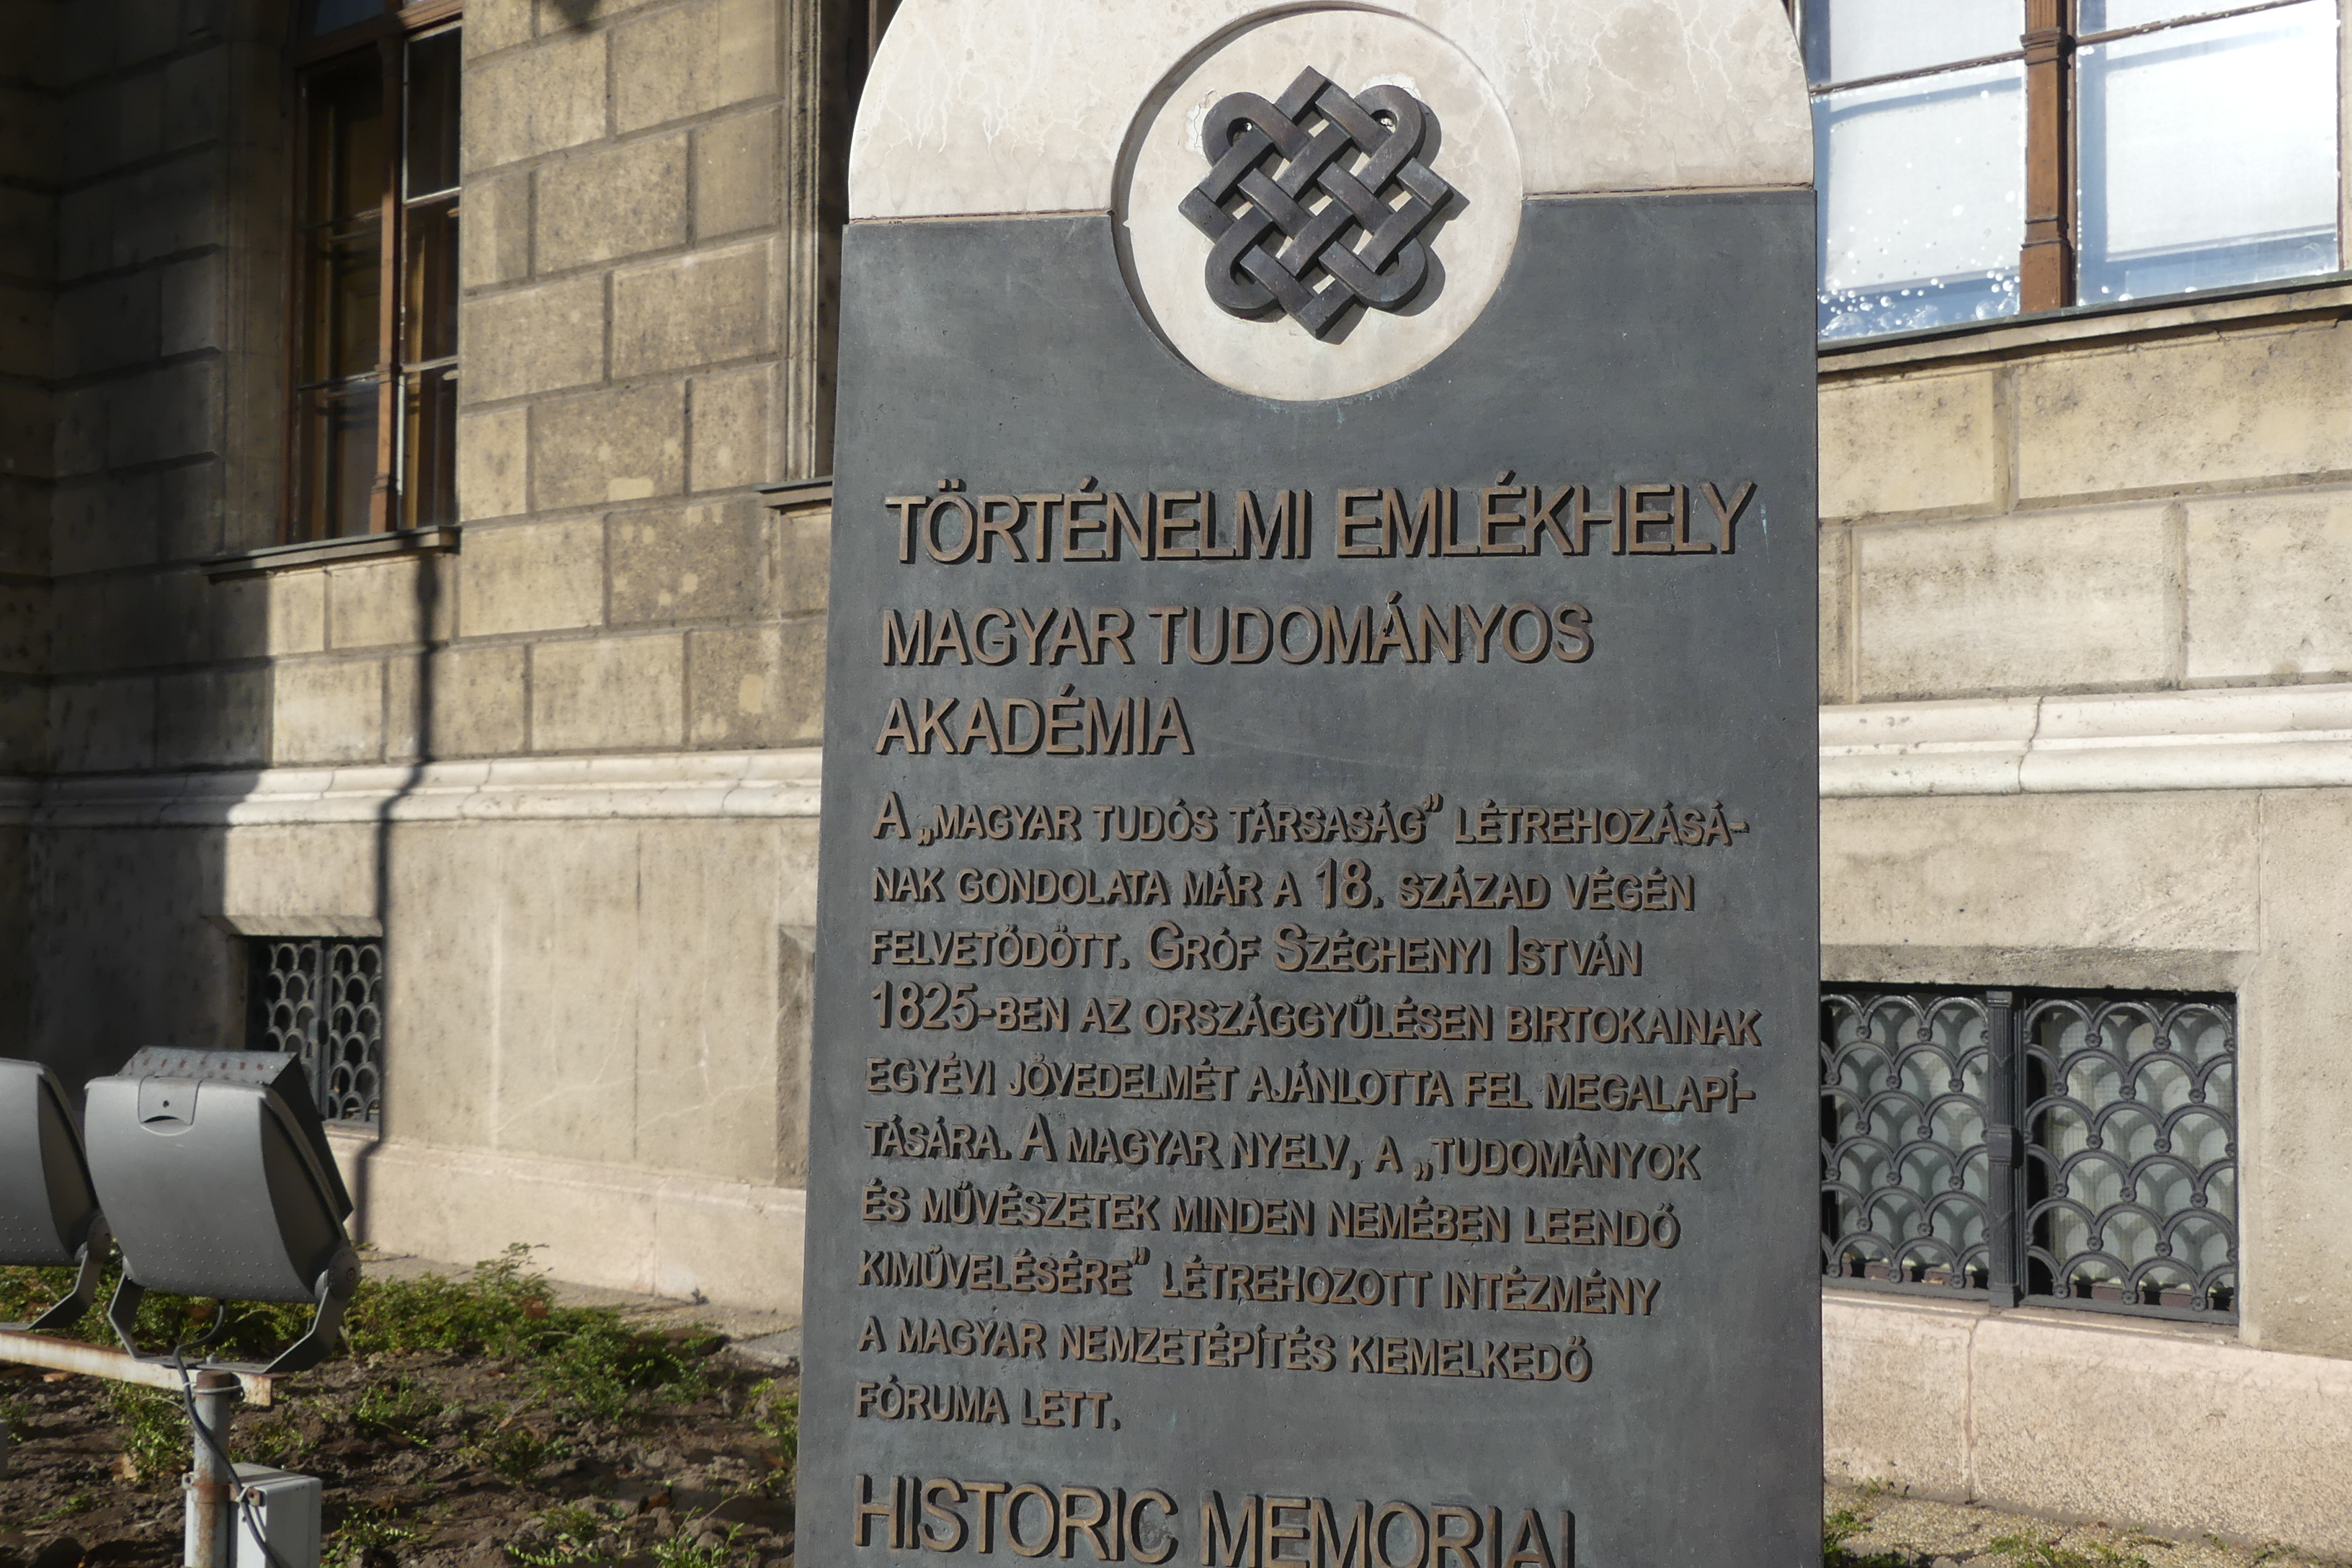 TÖRTÉNELMI EMLÉKHELY
MAGYAR TUDOMÁNYOS
AKADÉMIA
A „MAGYAR TUDÓS TÁRSASÁG” LÉTREHOZÁSÁ-
NAK GONDOLATA MÁR A 18. SZÁZAD VÉGÉN
FELVETŐDÖTT. GRÓF SZÉCHENYI ISTVÁN
1825-BEN AZ ORSZÁGGYŰLÉSEN BIRTOKAINAK
EGYÉVI JÖVEDELMÉT AJÁNLOTTA FEL MEGALAPÍ-
TÁSÁRA. A MAGYAR NYELV, A „TUDOMÁNYOK
ÉS MŰVÉSZETEK MINDEN NEMÉBEN LEENDŐ
KIMŰVELÉSÉRE” LÉTREHOZOTT INTÉZMÉNY
A MAGYAR NEMZETÉPÍTÉS KIEMELKEDŐ
FÓRUMA LETT.
HISTORIC MEMORIAL